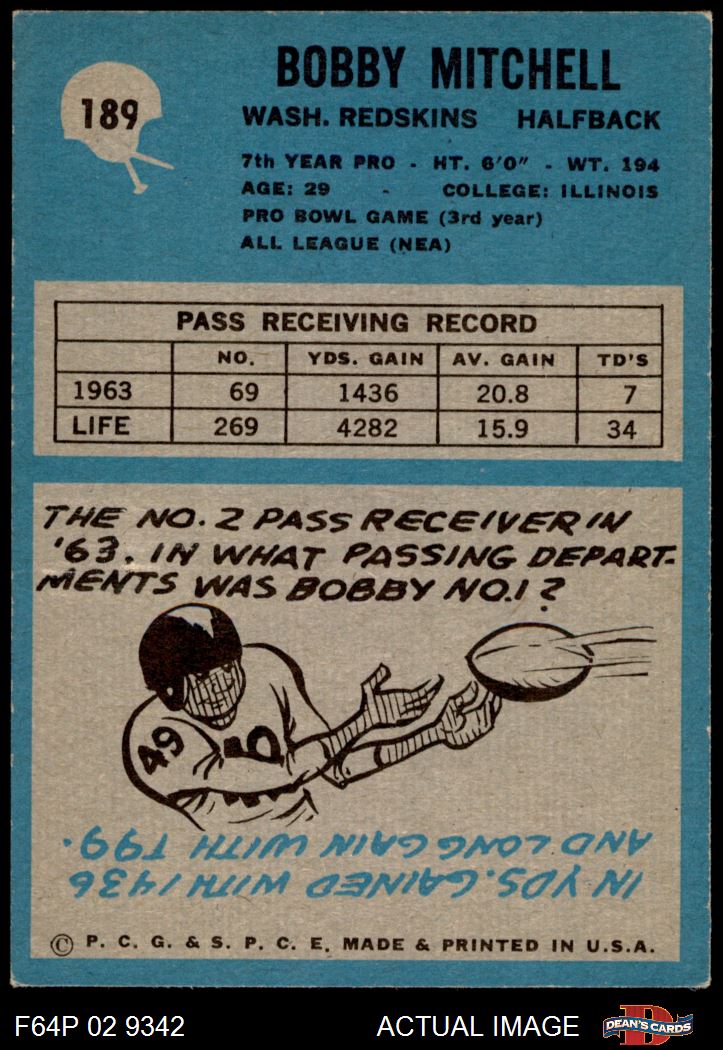 189
BOBBY MITCHELL
WASH. REDSKINS HALFBACK
7th YEAR PRO - HT. 6'0" - WT. 194
AGE: 29 - COLLEGE: ILLINOIS
PRO BOWL GAME (3rd year)
ALL LEAGUE (NEA)
PASS RECEIVING RECORD
NO. YDS. GAIN AV. GAIN TD'S
1963 69 1436 20.8 7
LIFE 269 4282 15.9 34
THE NO. 2 PASS RECEIVER IN
'63. IN WHAT PASSING DEPART-
MENTS WAS BOBBY NO.1?
49
IN YDS. GAINED WITH 1436
AND LONG GAIN WITH T99.
© P. C. G. & S. P. C. E. MADE & PRINTED IN U.S.A.
F64P 02 9342 ACTUAL IMAGE
D
DEAN'S CARDS